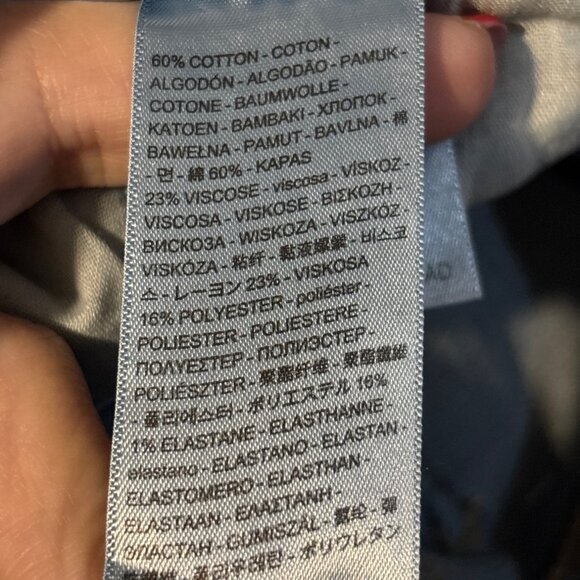 60% COTTON - COTON -
ALGODÓN - ALGODÃO - PAMUK -
COTONE - BAUMWOLLE -
KATOEN - BAMBAKI - ХЛОПОК -
BAWEŁNA - PAMUT - BAVLNA - 棉
- 면 - 綿 60% - KAPAS
23% VISCOSE - viscosa - VİSKOZ -
VISCOSA - VISKOSE - ΒΙΣΚΟΖΗ -
ВИСКОЗА - WISKOZA - VISZKÓZ -
VISKÓZA - 粘纤 - 黏液嫘縈 - 비스코
스 - レーヨン 23% - VISKOSA
16% POLYESTER - poliéster -
POLIESTER - POLIESTERE -
ΠΟΛΥΕΣΤΕΡ - ПОЛИЭСТЕР -
POLIÉSZTER - 聚酯纤维 - 聚酯纖維
- 폴리에스터 - ポリエステル 16%
1% ELASTANE - ELASTHANNE -
elastano - ELASTANO - ELASTAN -
ELASTOMERO - ELASTHAN -
ELASTAAN - ΕΛΑΣΤΑΝΗ -
ЭЛАСТАН - GUMISZÁL - 氨纶 - 彈
폴리우레탄 - ポリウレタン